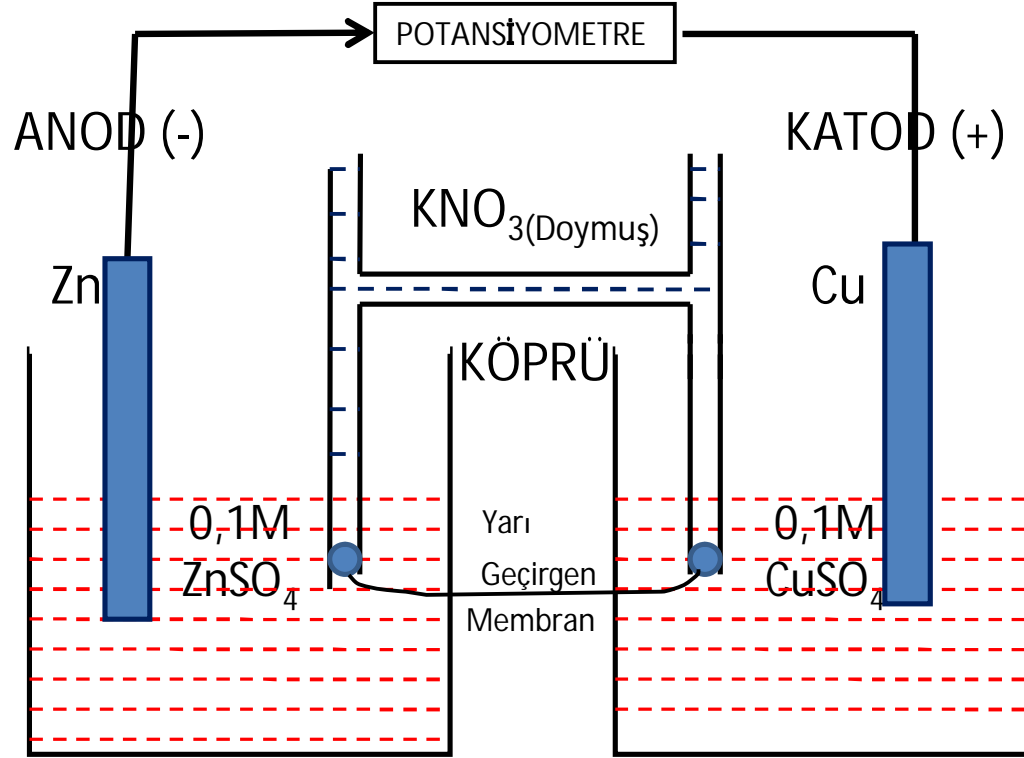 POTANSİYOMETRE
ANOD (-)
KATOD (+)
KNO3(Doymuş)
Zn
Cu
KÖPRÜ
0,1M
ZnSO4
Yarı
Geçirgen
Membran
0,1M
CuSO4